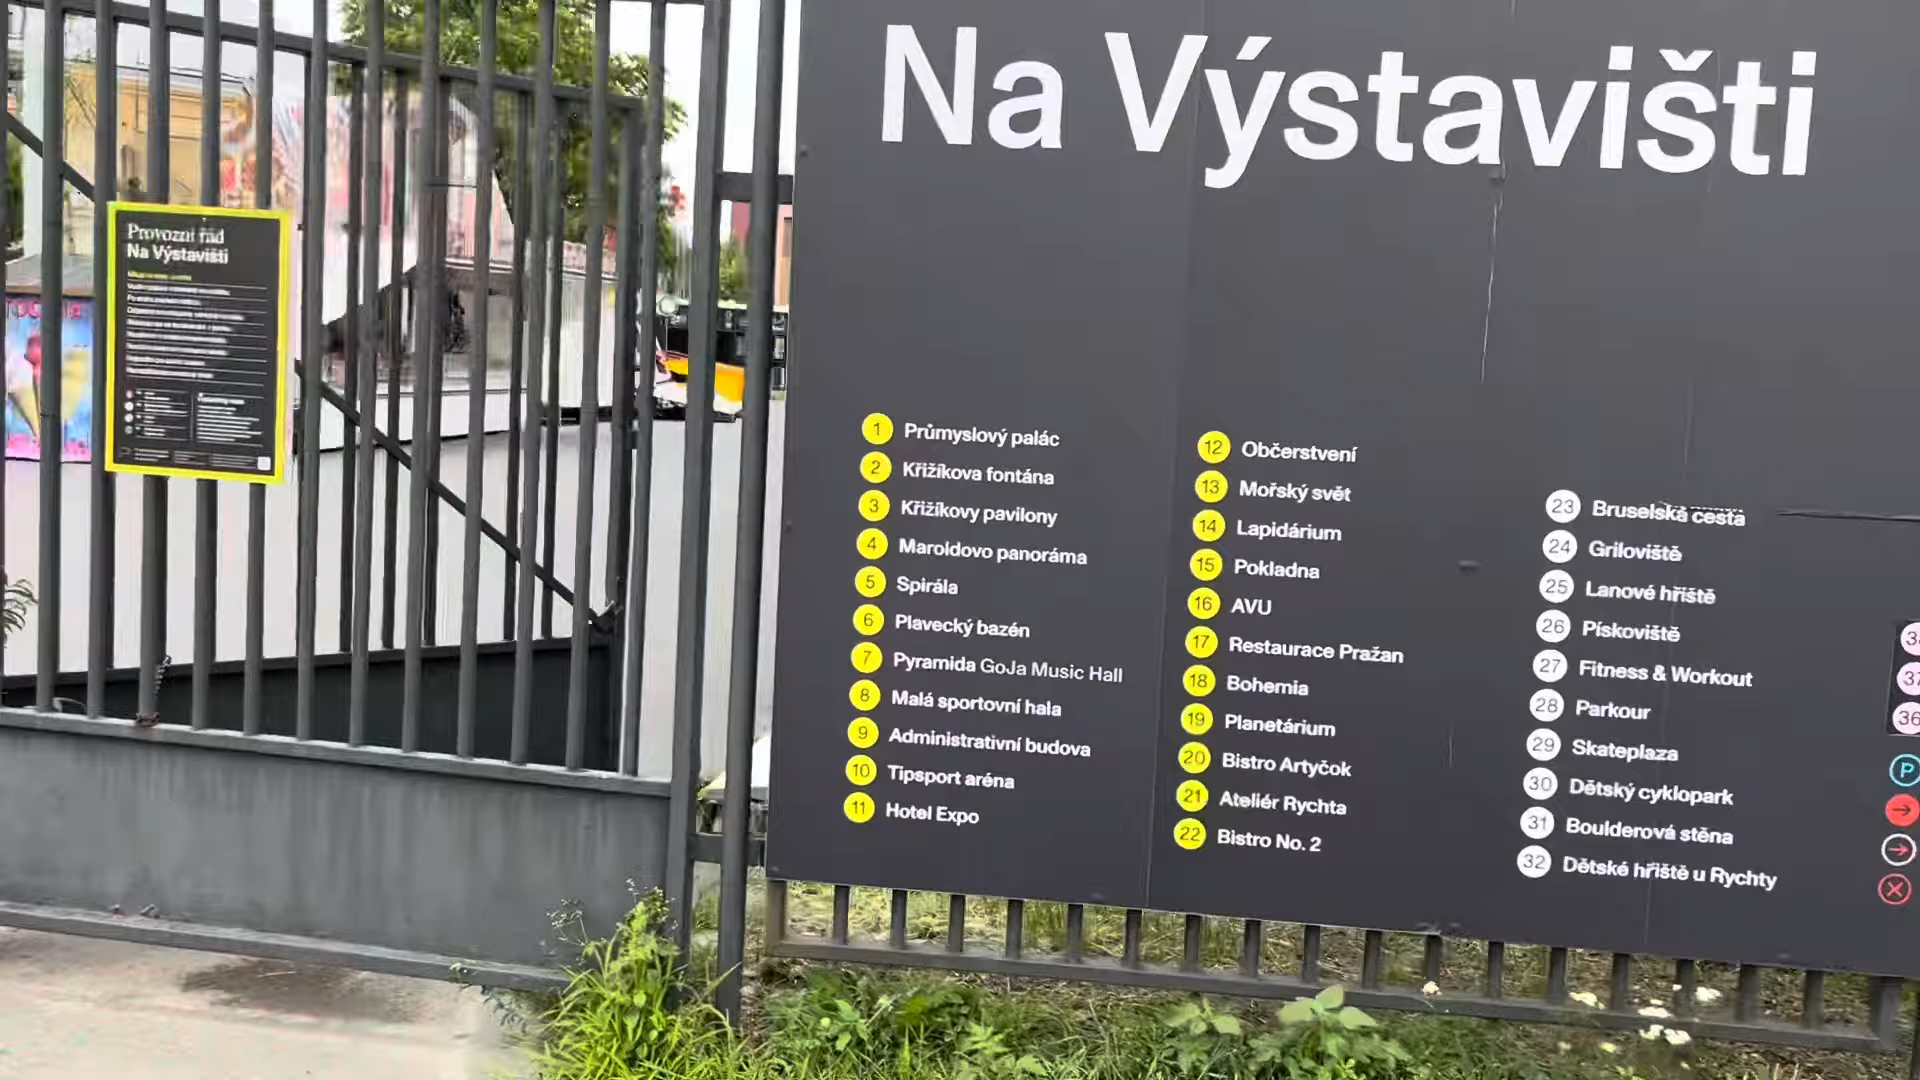 Na Výstavišti
Provozní řád
Na Výstavišti
1 Průmyslový palác
2 Křižíkova fontána
3 Křižíkovy pavilony
4 Maroldovo panoráma
5 Spirála
6 Plavecký bazén
7 Pyramida GoJa Music Hall
8 Malá sportovní hala
9 Administrativní budova
10 Tipsport aréna
11 Hotel Expo
12 Občerstvení
13 Mořský svět
14 Lapidárium
15 Pokladna
16 AVU
17 Restaurace Pražan
18 Bohemia
19 Planetárium
20 Bistro Artyčok
21 Ateliér Rychta
22 Bistro No. 2
23 Bruselská cesta
24 Griloviště
25 Lanové hřiště
26 Pískoviště
27 Fitness & Workout
28 Parkour
29 Skateplaza
30 Dětský cyklopark
31 Boulderová stěna
32 Dětské hřiště u Rychty
37
36
P